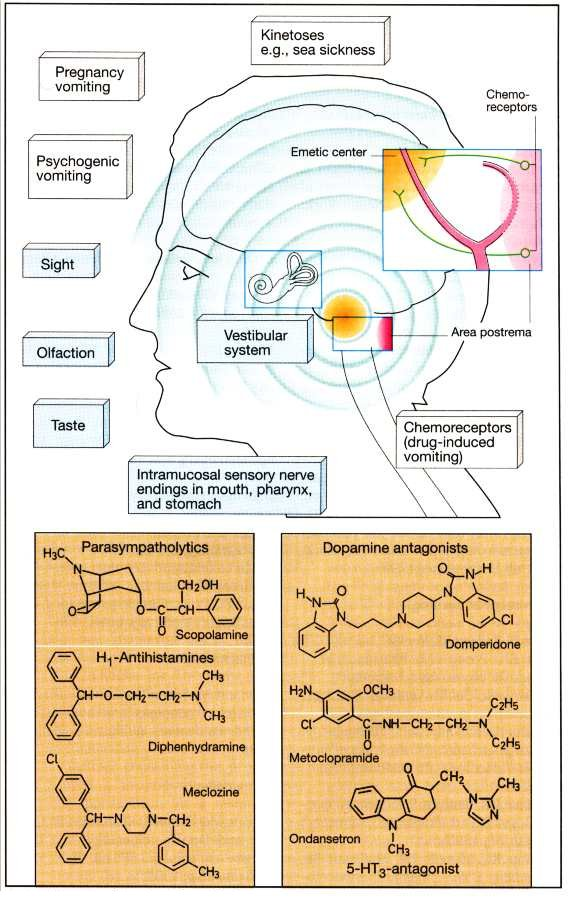 Kinetoses
e.g., sea sickness
Pregnancy
vomiting
Chemo-
receptors
Psychogenic
vomiting
Emetic center
Sight
Vestibular
system
Area postrema
Olfaction
Taste
Chemoreceptors
(drug-induced
vomiting)
Intramucosal sensory nerve
endings in mouth, pharynx,
and stomach
Parasympatholytics
H₃C
N
O
CH₂OH
O–C–CH
O
Scopolamine
H₁-Antihistamines
CH–O–CH₂–CH₂–N
CH₃
CH₃
Diphenhydramine
Cl
Meclozine
CH–N
N–CH₂
CH₃
Dopamine antagonists
O
N–H
H
N
O
N
N–CH₂–CH₂–CH₂–N
Cl
Domperidone
H₂N
OCH₃
Cl
C–NH–CH₂–CH₂–N
O
C₂H₅
C₂H₅
Metoclopramide
O
CH₂
CH₃
N
N
N
CH₃
Ondansetron
5-HT₃-antagonist